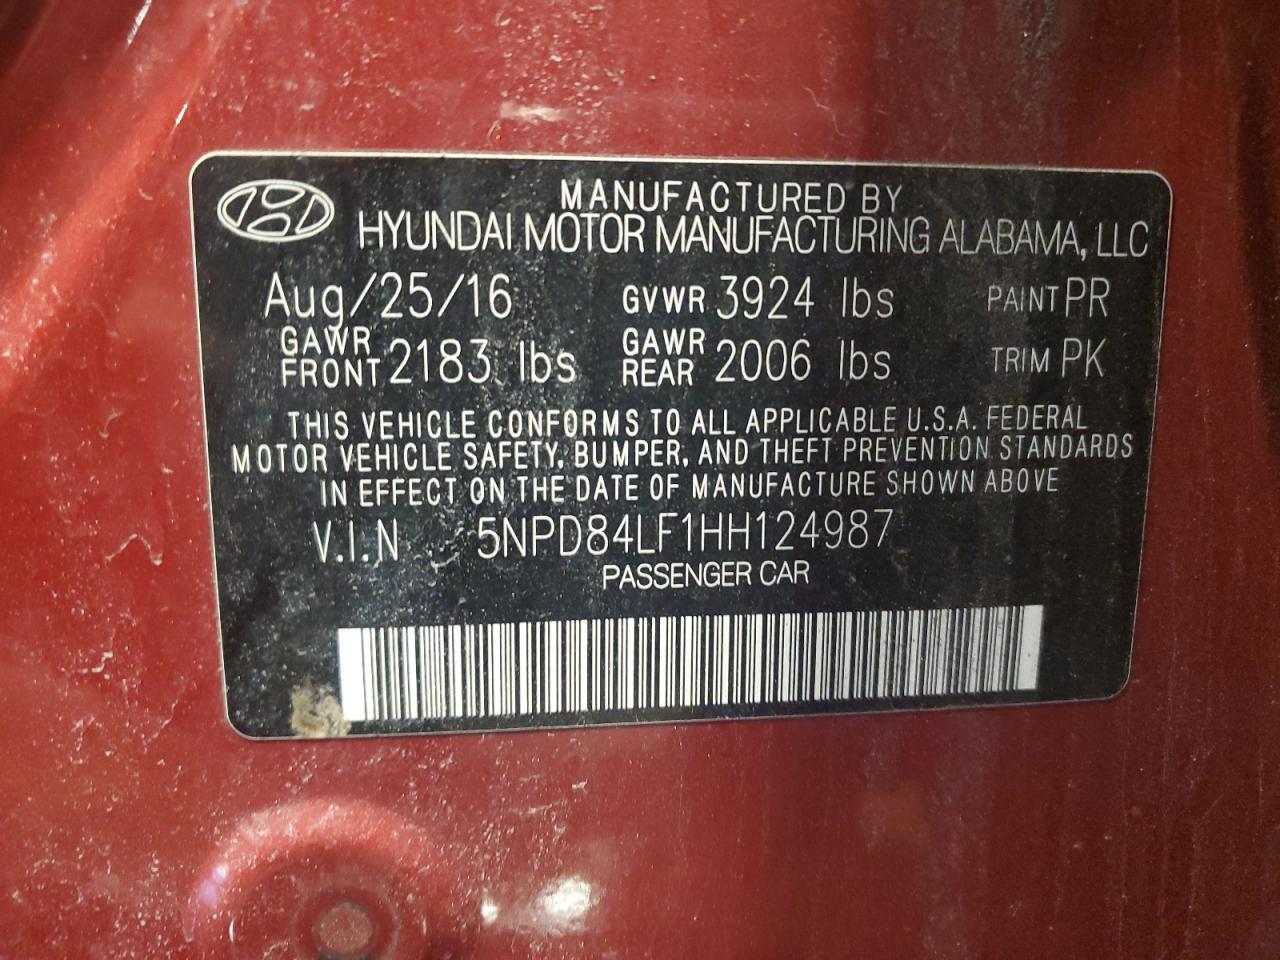 MANUFACTURED BY
HYUNDAI MOTOR MANUFACTURING ALABAMA, LLC
Aug/25/16 GVWR 3924 lbs PAINT PR
GAWR FRONT 2183 lbs GAWR REAR 2006 lbs TRIM PK
THIS VEHICLE CONFORMS TO ALL APPLICABLE U.S.A. FEDERAL
MOTOR VEHICLE SAFETY, BUMPER, AND THEFT PREVENTION STANDARDS
IN EFFECT ON THE DATE OF MANUFACTURE SHOWN ABOVE
V.I.N : 5NPD84LF1HH124987
PASSENGER CAR